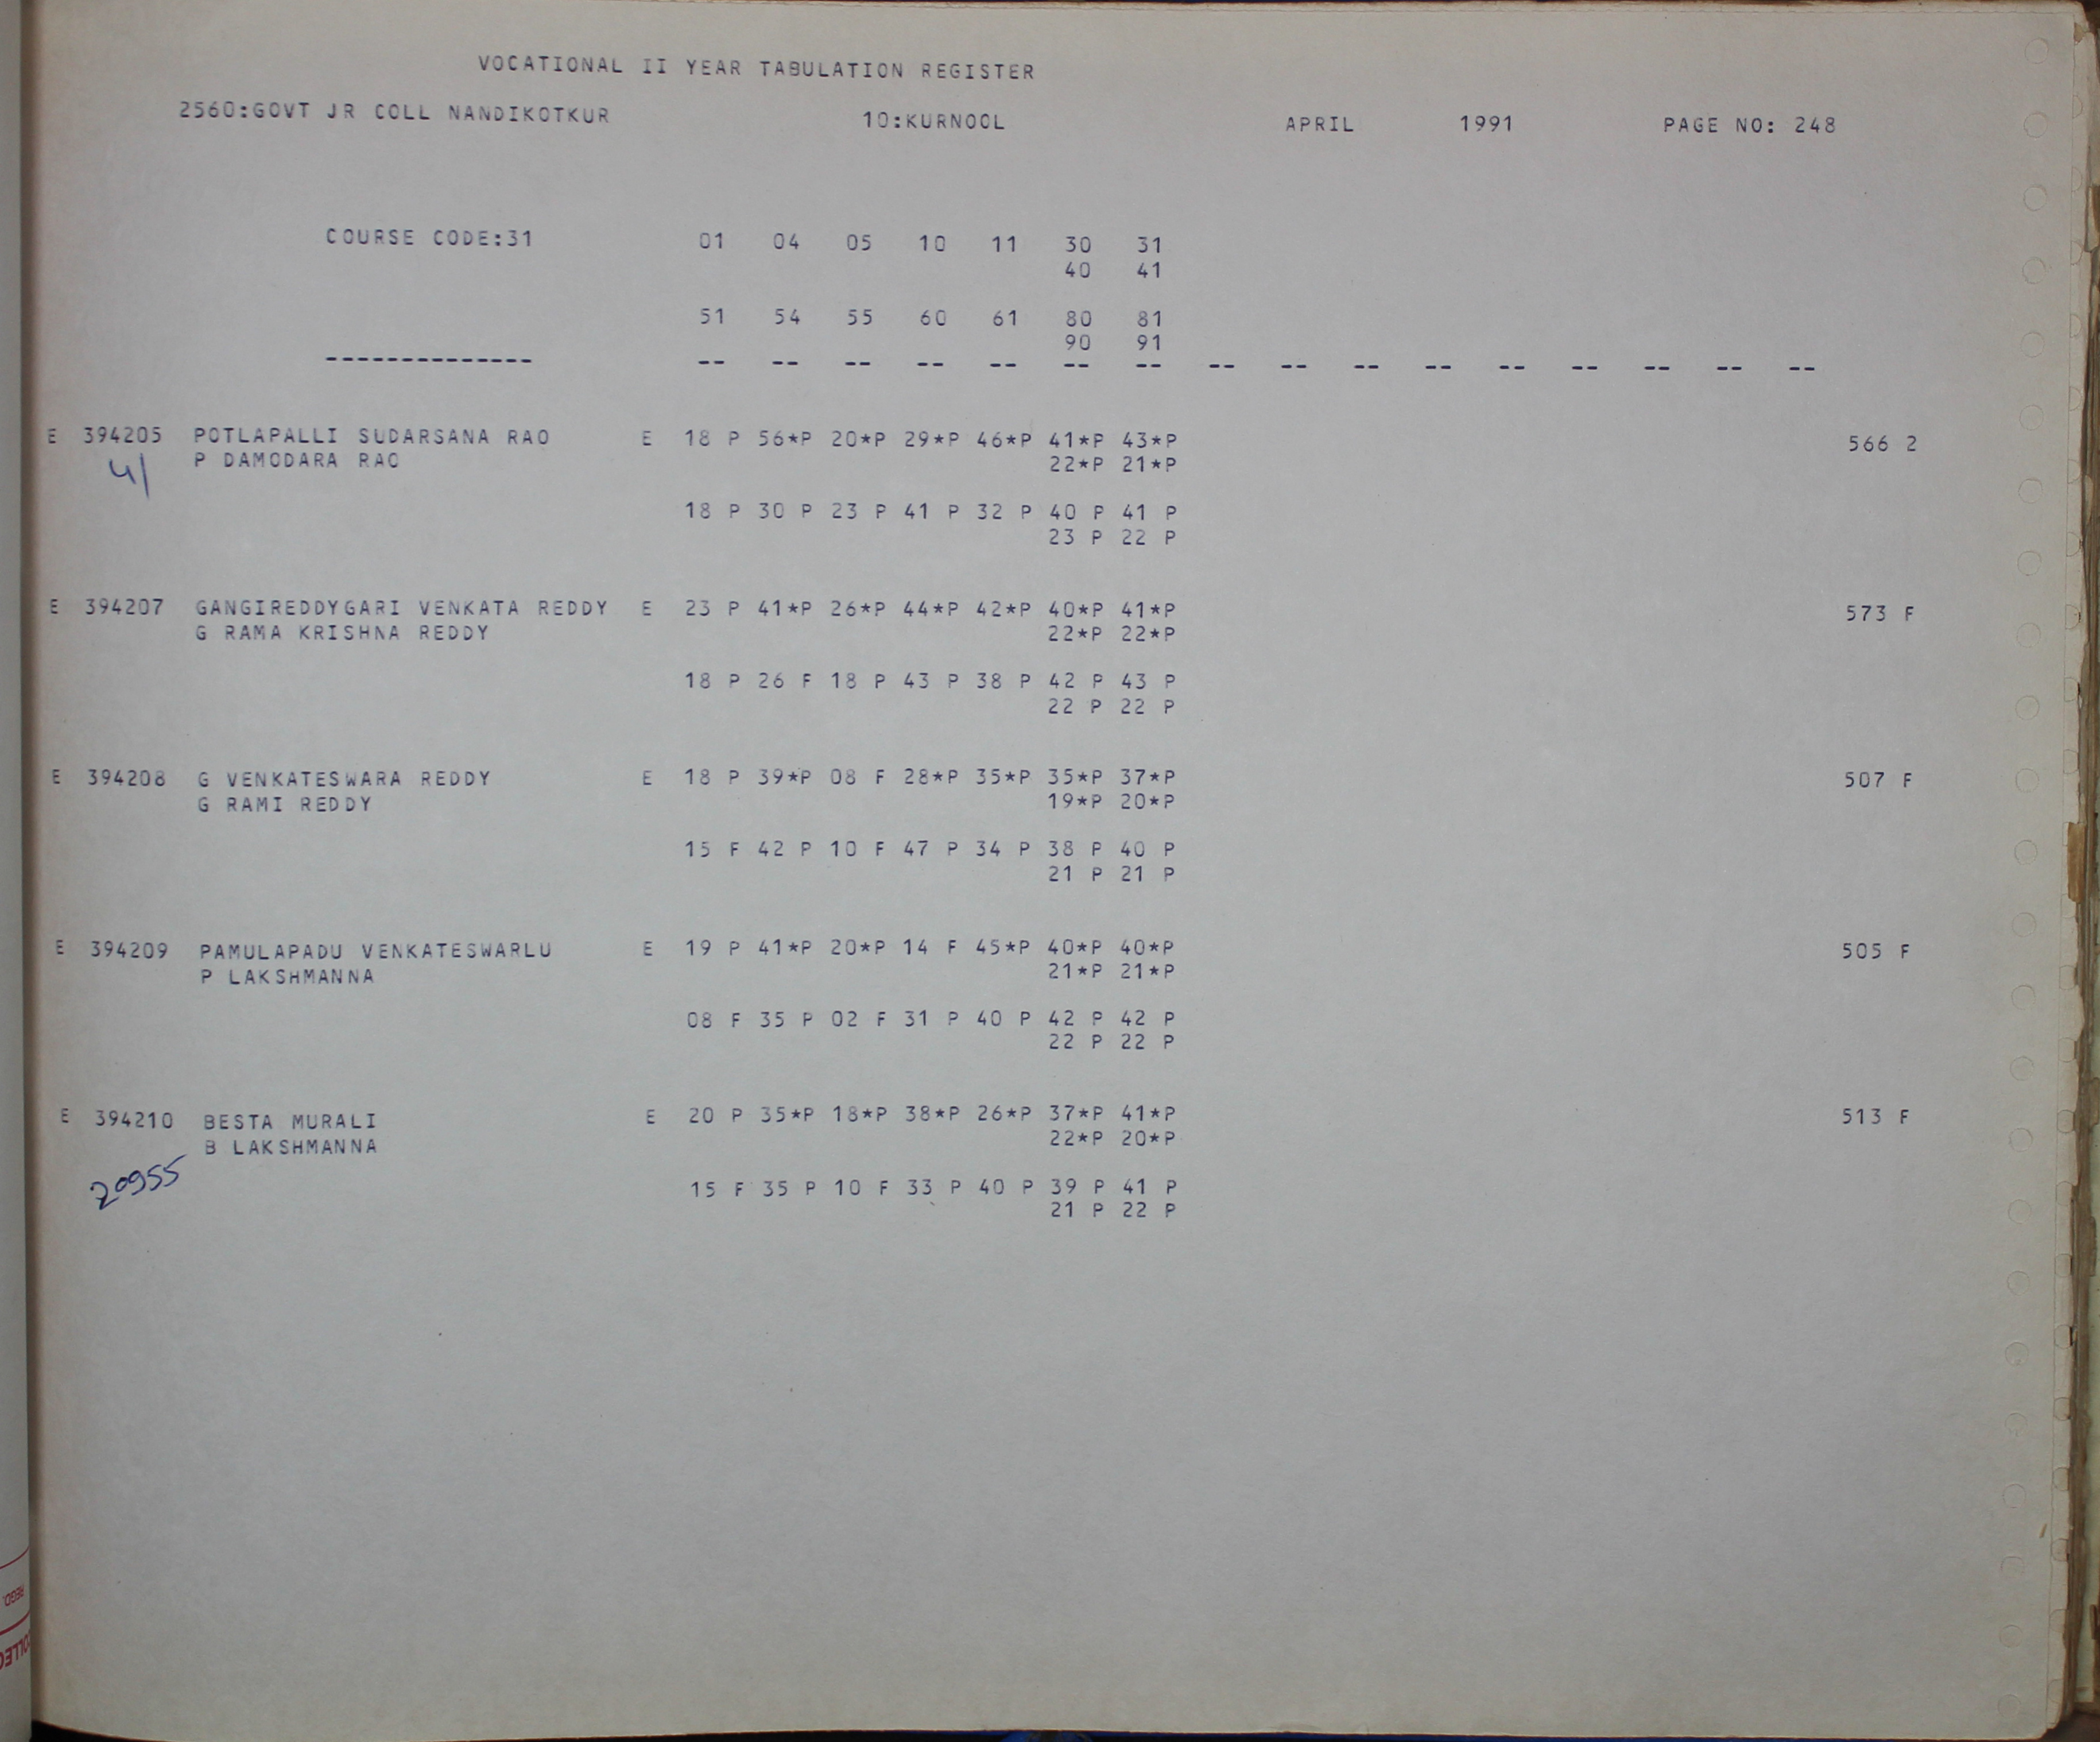 VOCATIONAL II YEAR TABULATION REGISTER
2560:GOVT JR COLL NANDIKOTKUR 10:KURNOOL APRIL 1991 PAGE NO: 248
COURSE CODE:31 01 04 05 10 11 30 31
40 41
51 54 55 60 61 80 81
90 91
-------------- -- -- -- -- -- -- -- -- -- -- -- -- -- -- -- --
E 394205 POTLAPALLI SUDARSANA RAO E 18 P 56*P 20*P 29*P 46*P 41*P 43*P 566 2
P DAMODARA RAO 22*P 21*P
18 P 30 P 23 P 41 P 32 P 40 P 41 P
23 P 22 P
E 394207 GANGIREDDYGARI VENKATA REDDY E 23 P 41*P 26*P 44*P 42*P 40*P 41*P 573 F
G RAMA KRISHNA REDDY 22*P 22*P
18 P 26 F 18 P 43 P 38 P 42 P 43 P
22 P 22 P
E 394208 G VENKATESWARA REDDY E 18 P 39*P 08 F 28*P 35*P 35*P 37*P 507 F
G RAMI REDDY 19*P 20*P
15 F 42 P 10 F 47 P 34 P 38 P 40 P
21 P 21 P
E 394209 PAMULAPADU VENKATESWARLU E 19 P 41*P 20*P 14 F 45*P 40*P 40*P 505 F
P LAKSHMANNA 21*P 21*P
08 F 35 P 02 F 31 P 40 P 42 P 42 P
22 P 22 P
E 394210 BESTA MURALI E 20 P 35*P 18*P 38*P 26*P 37*P 41*P 513 F
B LAKSHMANNA 22*P 20*P
20955
15 F 35 P 10 F 33 P 40 P 39 P 41 P
21 P 22 P
REGD.